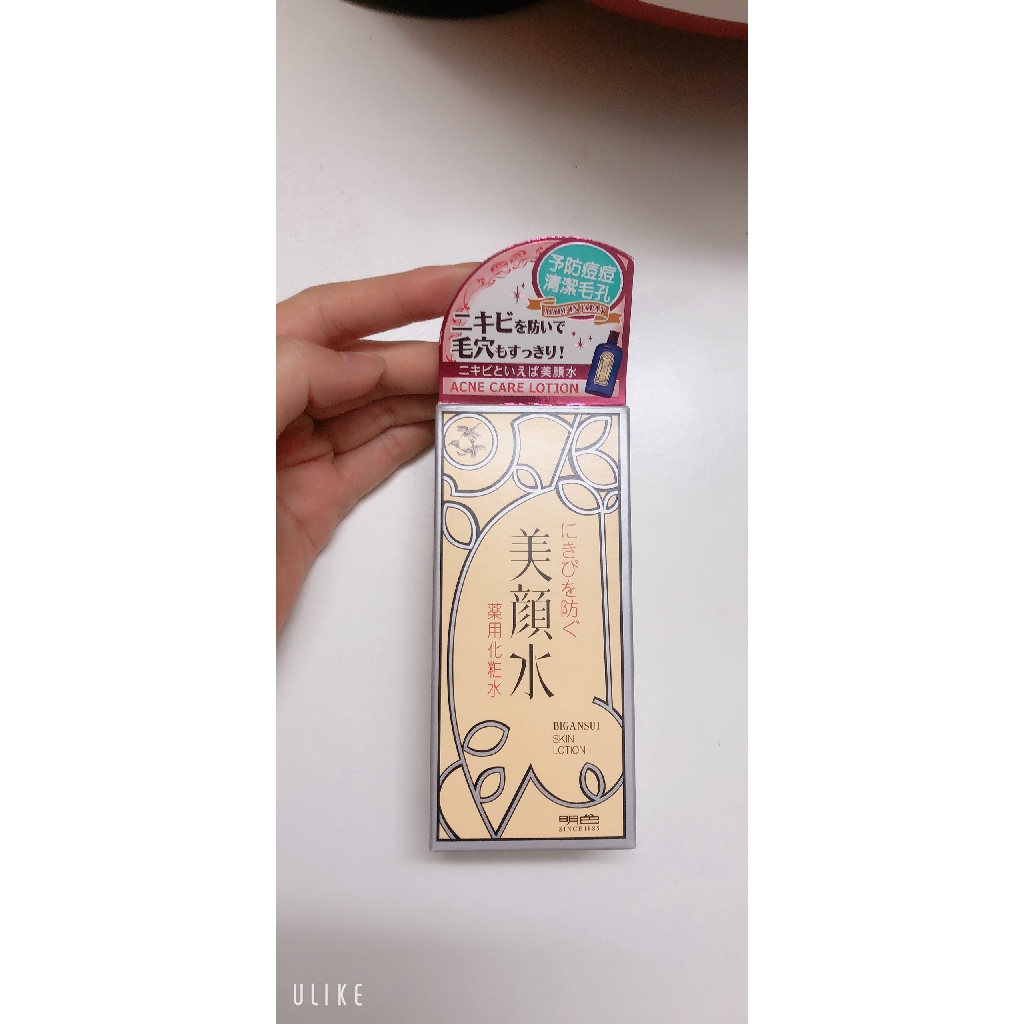 予防痘痘
清潔毛孔
ニキビを防いで
毛穴もすっきり!
ニキビといえば美顔水
ACNE CARE LOTION
にきびを防ぐ
美顔水
薬用化粧水
BIGANSUI
SKIN
LOTION
明色
SINCE 1885
ULIKE